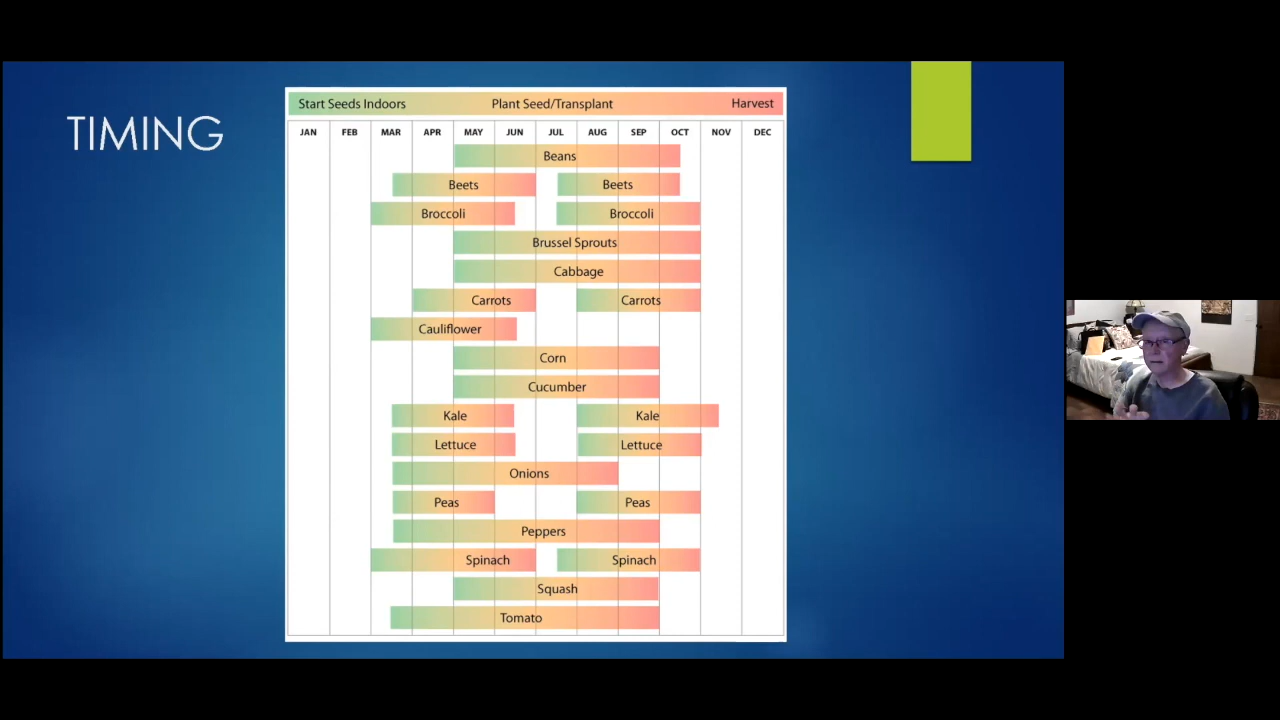 TIMING
Start Seeds Indoors Plant Seed/Transplant Harvest
JAN FEB MAR APR MAY JUN JUL AUG SEP OCT NOV DEC
Beans
Beets Beets
Broccoli Broccoli
Brussel Sprouts
Cabbage
Carrots Carrots
Cauliflower
Corn
Cucumber
Kale Kale
Lettuce Lettuce
Onions
Peas Peas
Peppers
Spinach Spinach
Squash
Tomato